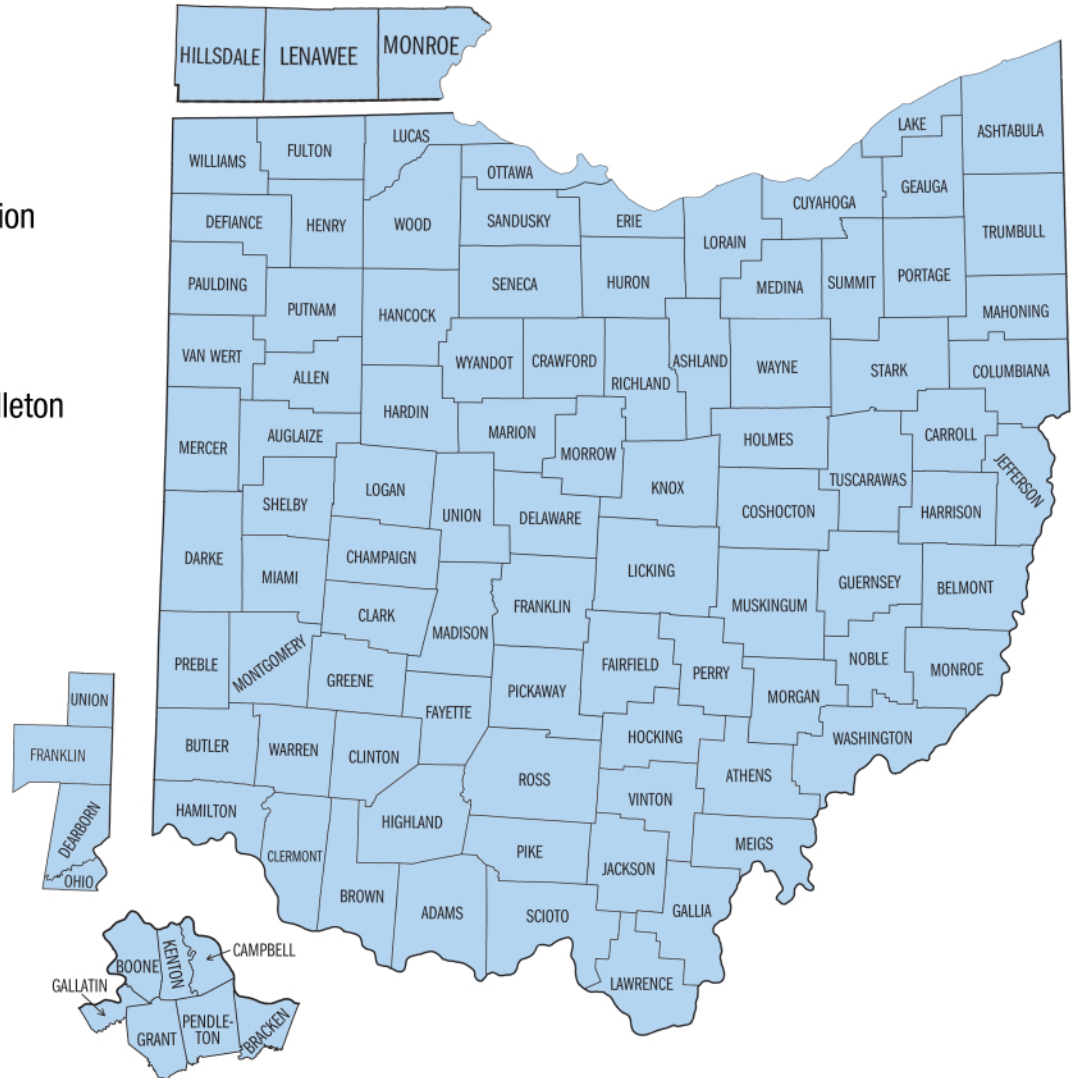 HILLSDALE
LENAWEE
MONROE
LAKE
ASHTABULA
LUCAS
FULTON
WILLIAMS
OTTAWA
GEAUGA
CUYAHOGA
ion
DEFIANCE
HENRY
WOOD
SANDUSKY
ERIE
LORAIN
TRUMBULL
PAULDING
SENECA
HURON
MEDINA
SUMMIT
PORTAGE
PUTNAM
HANCOCK
MAHONING
VAN WERT
WYANDOT
CRAWFORD
ASHLAND
WAYNE
STARK
COLUMBIANA
ALLEN
RICHLAND
lleton
HARDIN
MERCER
AUGLAIZE
MARION
MORROW
HOLMES
CARROLL
JEFFERSON
LOGAN
KNOX
TUSCARAWAS
SHELBY
UNION
DELAWARE
COSHOCTON
HARRISON
DARKE
CHAMPAIGN
MIAMI
LICKING
GUERNSEY
BELMONT
CLARK
FRANKLIN
MUSKINGUM
MADISON
PREBLE
MONTGOMERY
GREENE
FAIRFIELD
PERRY
NOBLE
MONROE
PICKAWAY
MORGAN
UNION
FAYETTE
BUTLER
WARREN
CLINTON
HOCKING
WASHINGTON
FRANKLIN
ROSS
ATHENS
VINTON
HAMILTON
HIGHLAND
DEARBORN
CLERMONT
PIKE
MEIGS
JACKSON
OHIO
BROWN
ADAMS
SCIOTO
GALLIA
BOONE
KENTON
CAMPBELL
GALLATIN
LAWRENCE
GRANT
PENDLE-
TON
BRACKEN